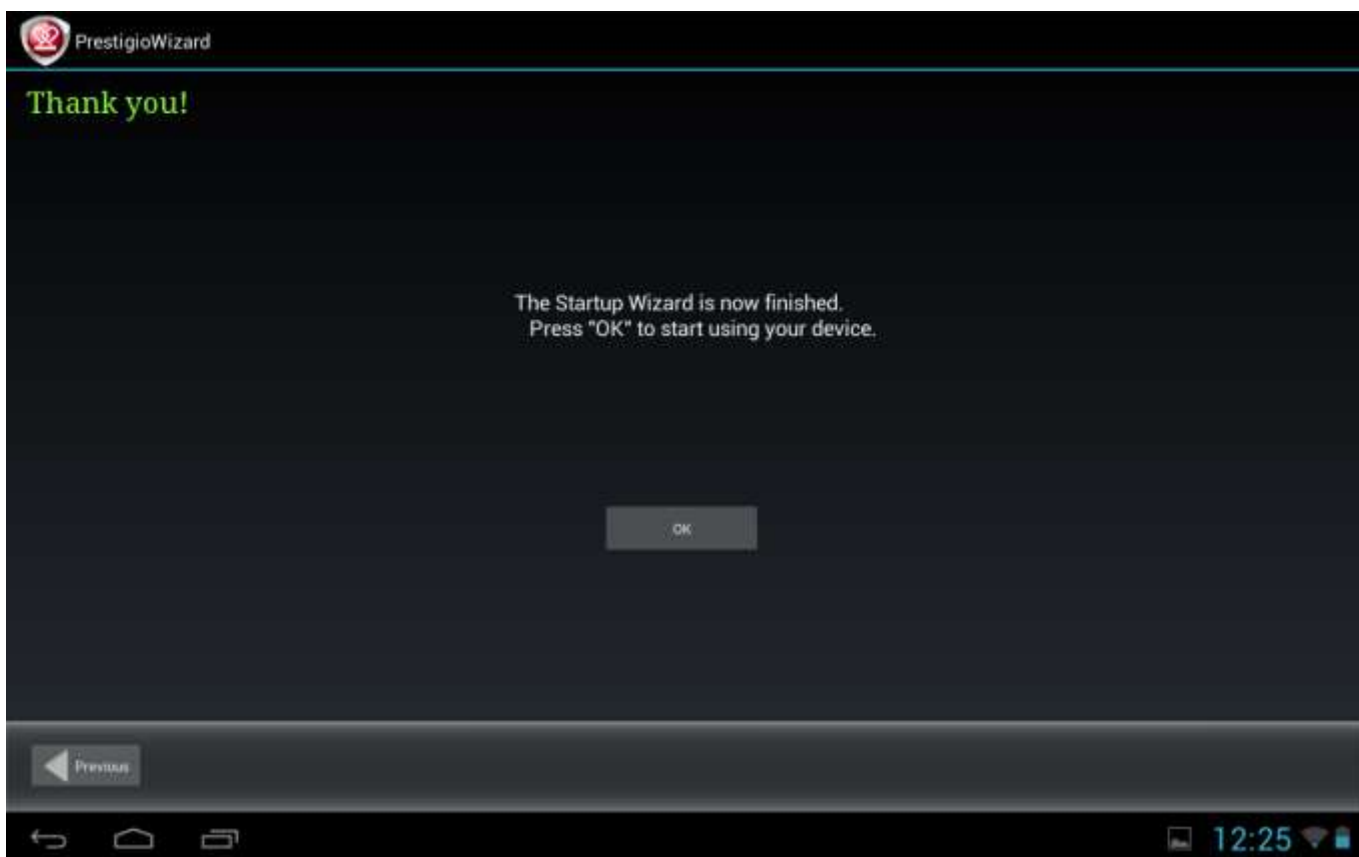 PrestigioWizard
Thank you!
The Startup Wizard is now finished.
Press "OK" to start using your device.
OK
Previous
12:25